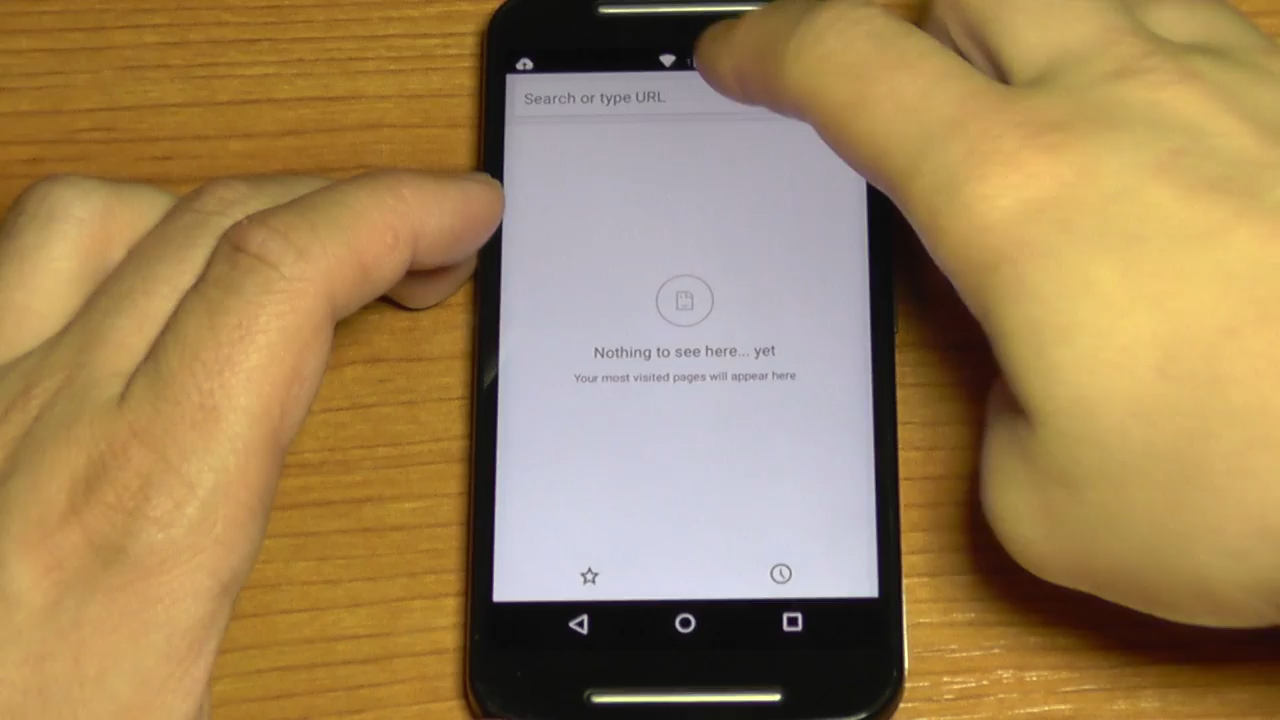 Search or type URL
Nothing to see here... yet
Your most visited pages will appear here